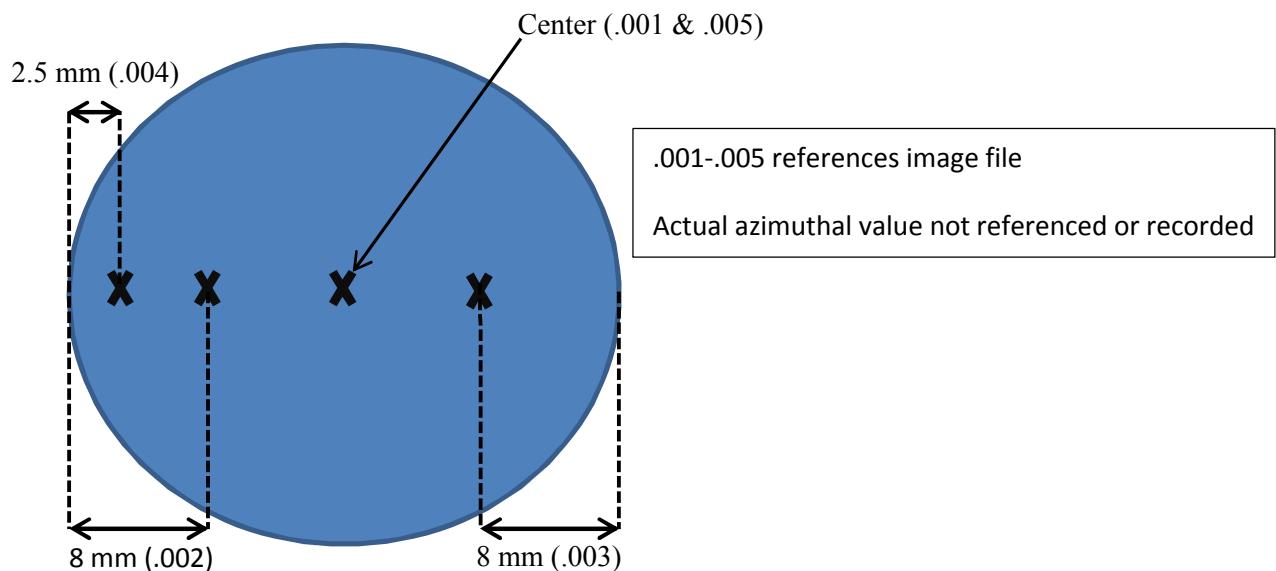 Center (.001 & .005)
2.5 mm (.004)
.001-.005 references image file
Actual azimuthal value not referenced or recorded
8 mm (.002)
8 mm (.003)